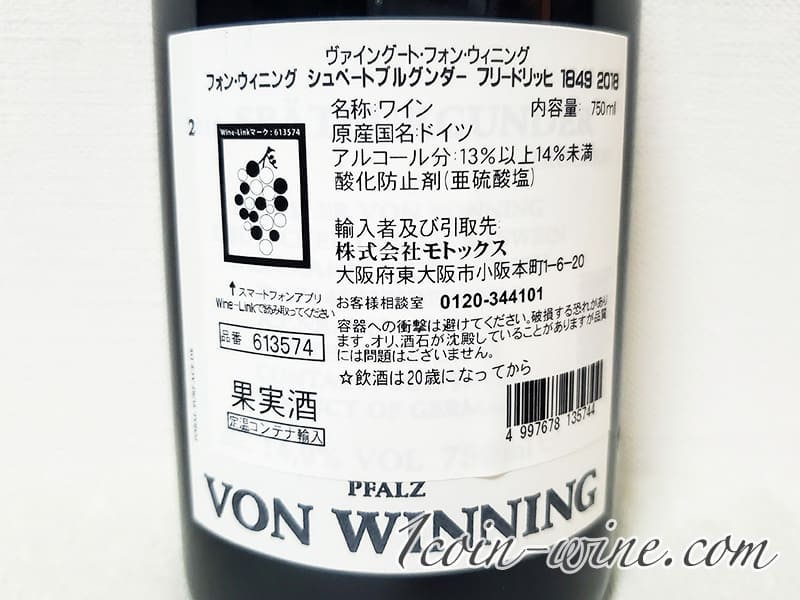 ヴァイングート・フォン・ウィニング
フォン・ウィニング シュペートブルグンダー フリードリッヒ 1849 2018
名称:ワイン 内容量: 750ml
原産国名:ドイツ
アルコール分:13%以上14%未満
酸化防止剤(亜硫酸塩)
2
Wine-Linkマーク:613574
輸入者及び引取先:
株式会社モトックス
大阪府東大阪市小阪本町1-6-20
↑スマートフォンアプリ
Wine-Linkで読み取ってください
お客様相談室 0120-344101
容器への衝撃は避けてください。破損する恐れがあり
ます。オリ、酒石が沈殿していることがありますが品質
には問題はございません。
品番 613574
☆飲酒は20歳になってから
果実酒
定温コンテナ輸入
4 997678 135744
PFALZ
VON WINNING
1coin-wine.com